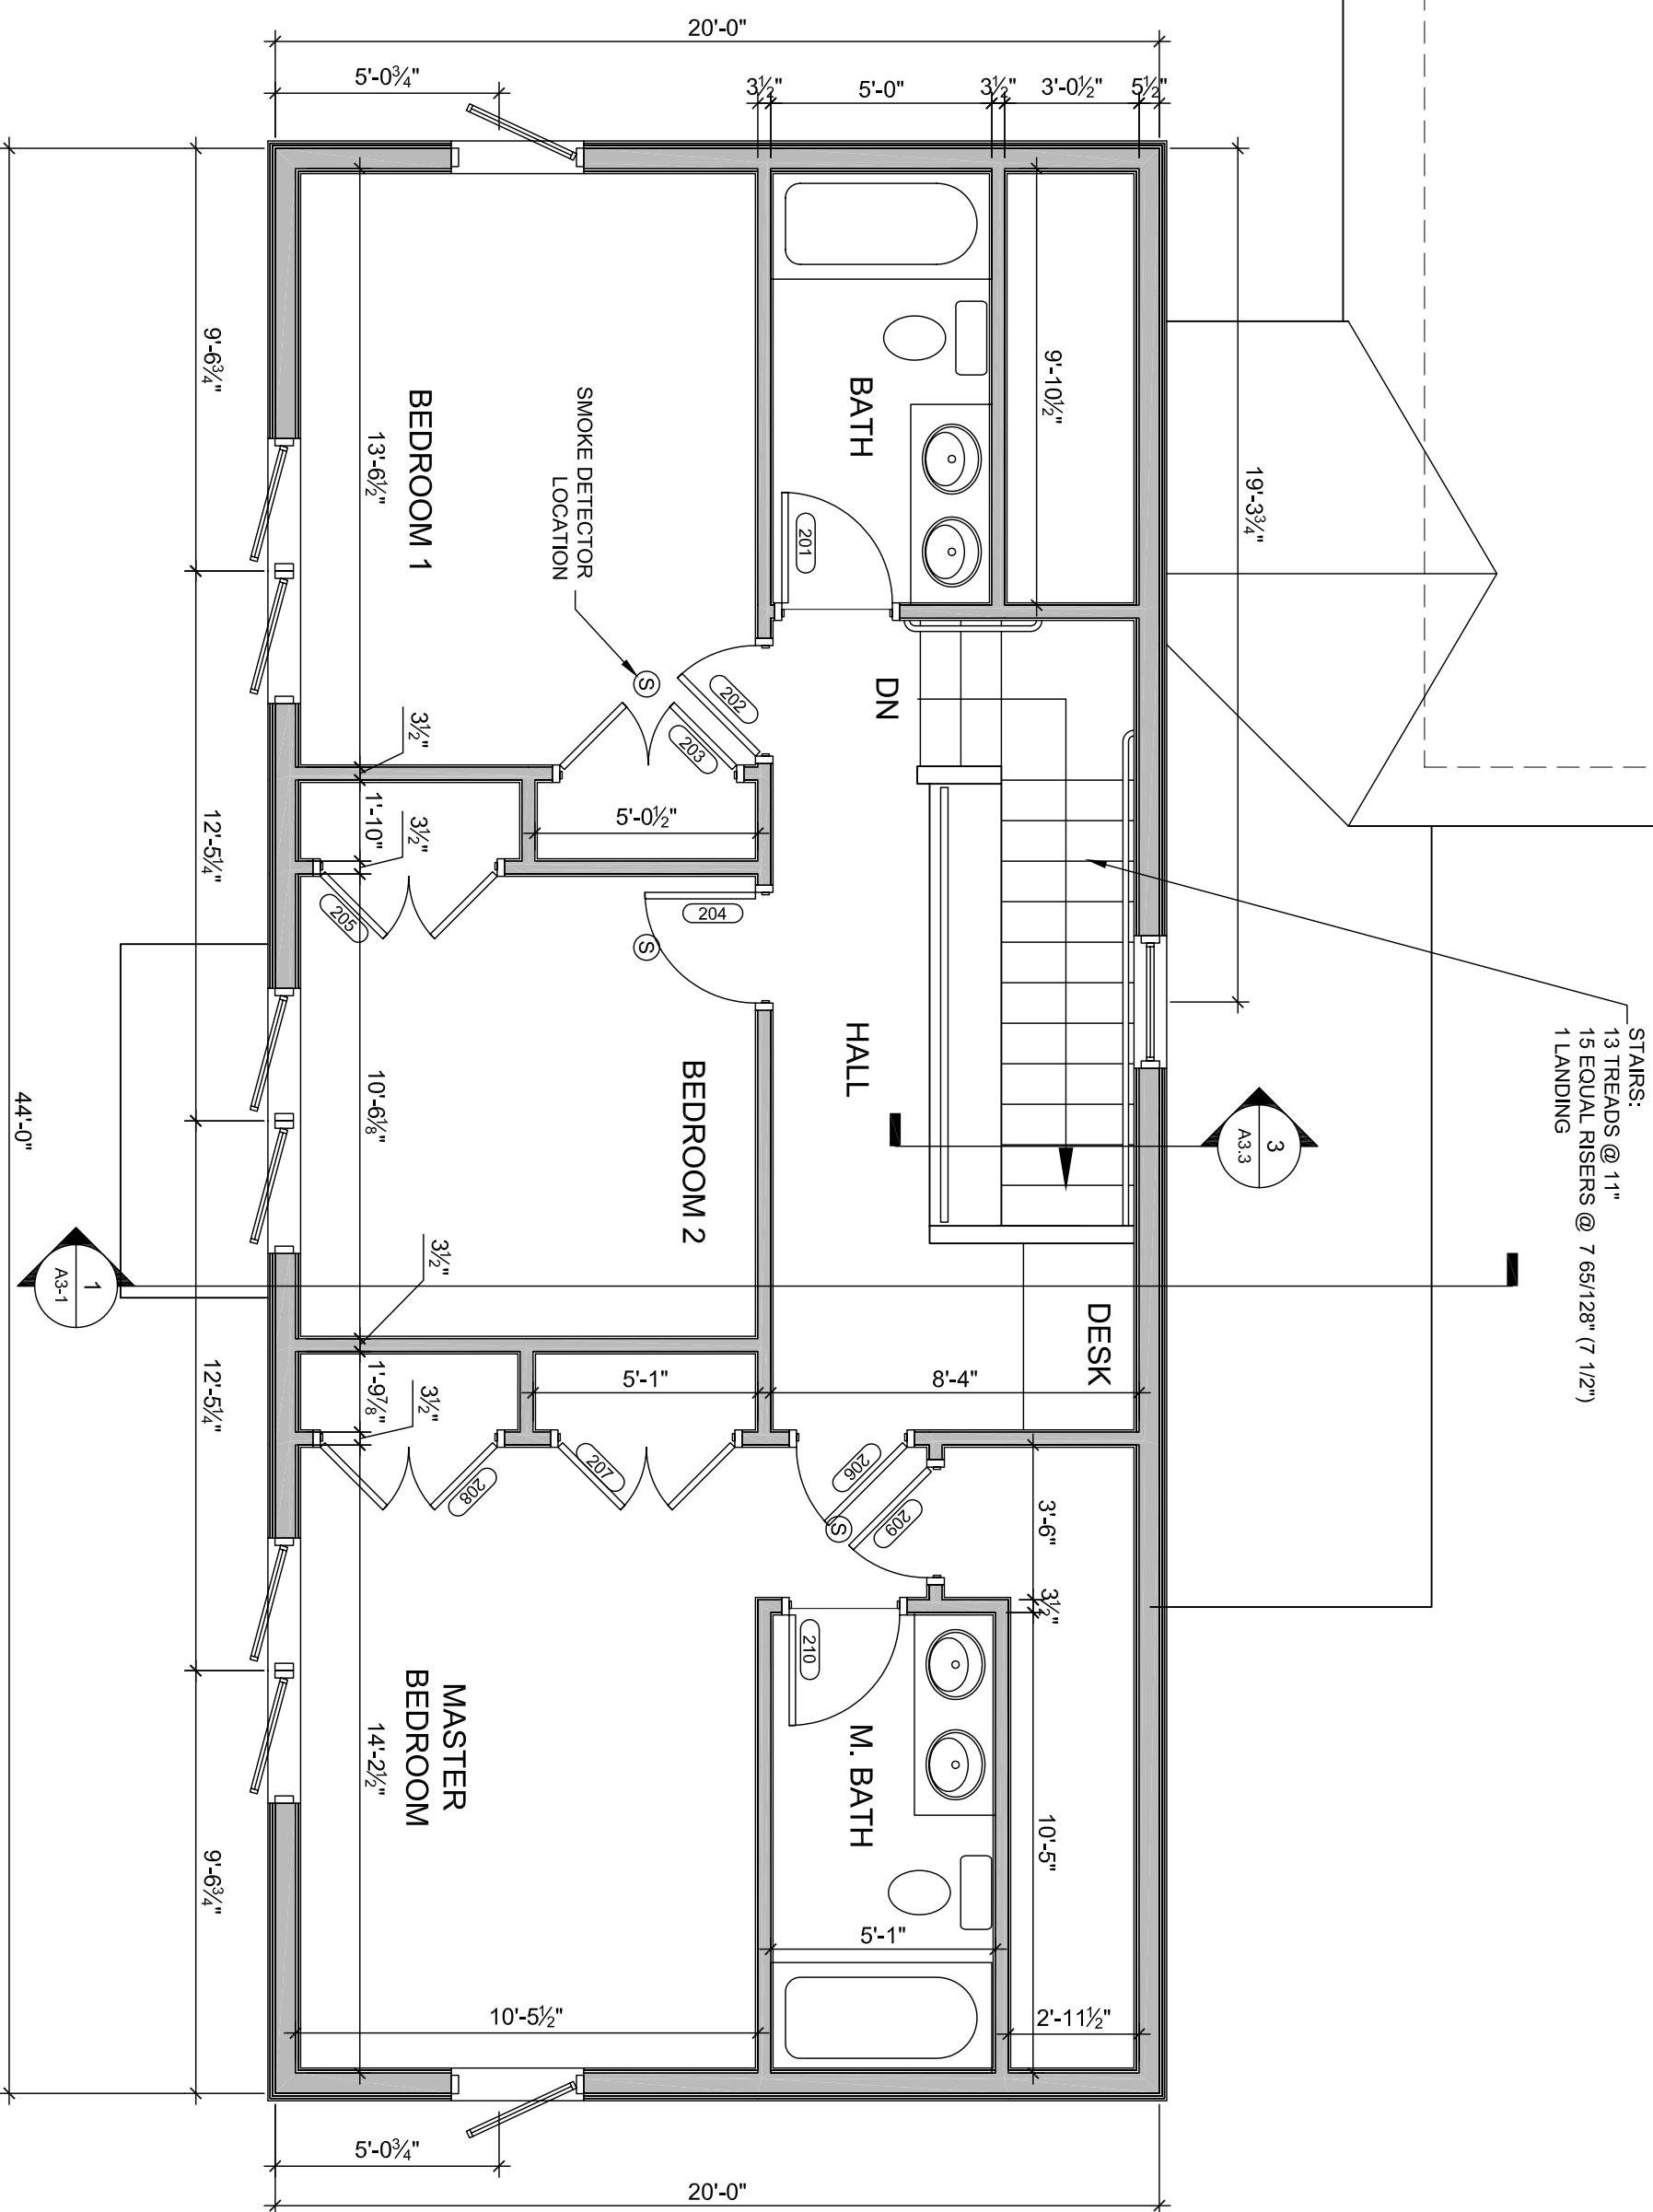 20'-0"
5'-0¾"
3½"
5'-0"
3½"
3'-0½"
5½"
19'-3¾"
9'-10½"
BATH
201
BEDROOM 1
13'-6½"
SMOKE DETECTOR
LOCATION
S
202
203
DN
3½"
1'-10"
3½"
5'-0½"
205
204
S
HALL
BEDROOM 2
10'-6⅛"
3½"
STAIRS:
13 TREADS @ 11"
15 EQUAL RISERS @ 7 65/128" (7 1/2")
1 LANDING
3
A3.3
1
A3-1
DESK
8'-4"
5'-1"
1'-9⅞"
3½"
206
207
208
209
S
3'-6"
3½"
210
M. BATH
10'-5"
5'-1"
MASTER
BEDROOM
14'-2½"
10'-5½"
2'-11½"
9'-6¾"
12'-5¼"
12'-5¼"
9'-6¾"
44'-0"
5'-0¾"
20'-0"